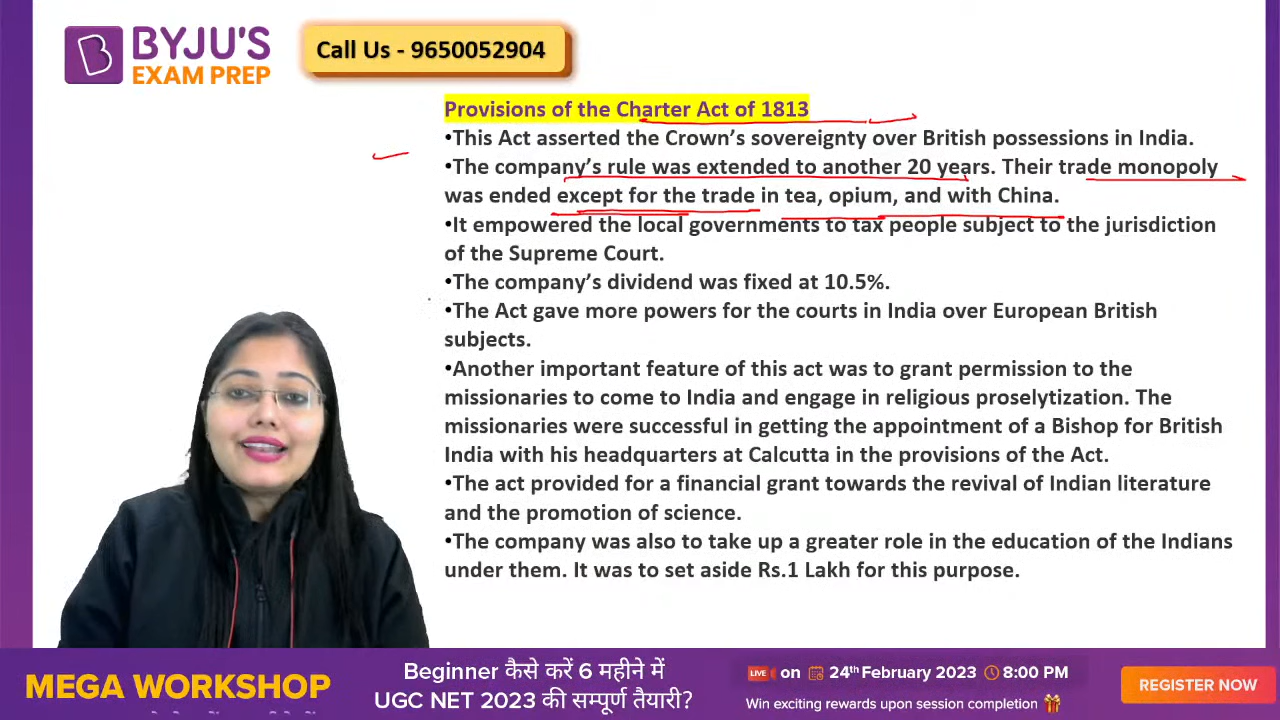 BYJU'S
EXAM PREP
Call Us - 9650052904
Provisions of the Charter Act of 1813
•This Act asserted the Crown's sovereignty over British possessions in India.
•The company's rule was extended to another 20 years. Their trade monopoly
was ended except for the trade in tea, opium, and with China.
•It empowered the local governments to tax people subject to the jurisdiction
of the Supreme Court.
•The company's dividend was fixed at 10.5%.
•The Act gave more powers for the courts in India over European British
subjects.
•Another important feature of this act was to grant permission to the
missionaries to come to India and engage in religious proselytization. The
missionaries were successful in getting the appointment of a Bishop for British
India with his headquarters at Calcutta in the provisions of the Act.
•The act provided for a financial grant towards the revival of Indian literature
and the promotion of science.
•The company was also to take up a greater role in the education of the Indians
under them. It was to set aside Rs.1 Lakh for this purpose.
MEGA WORKSHOP
Beginner कैसे करें 6 महीने में
UGC NET 2023 की सम्पूर्ण तैयारी?
LIVE on 24th February 2023 8:00 PM
Win exciting rewards upon session completion
REGISTER NOW